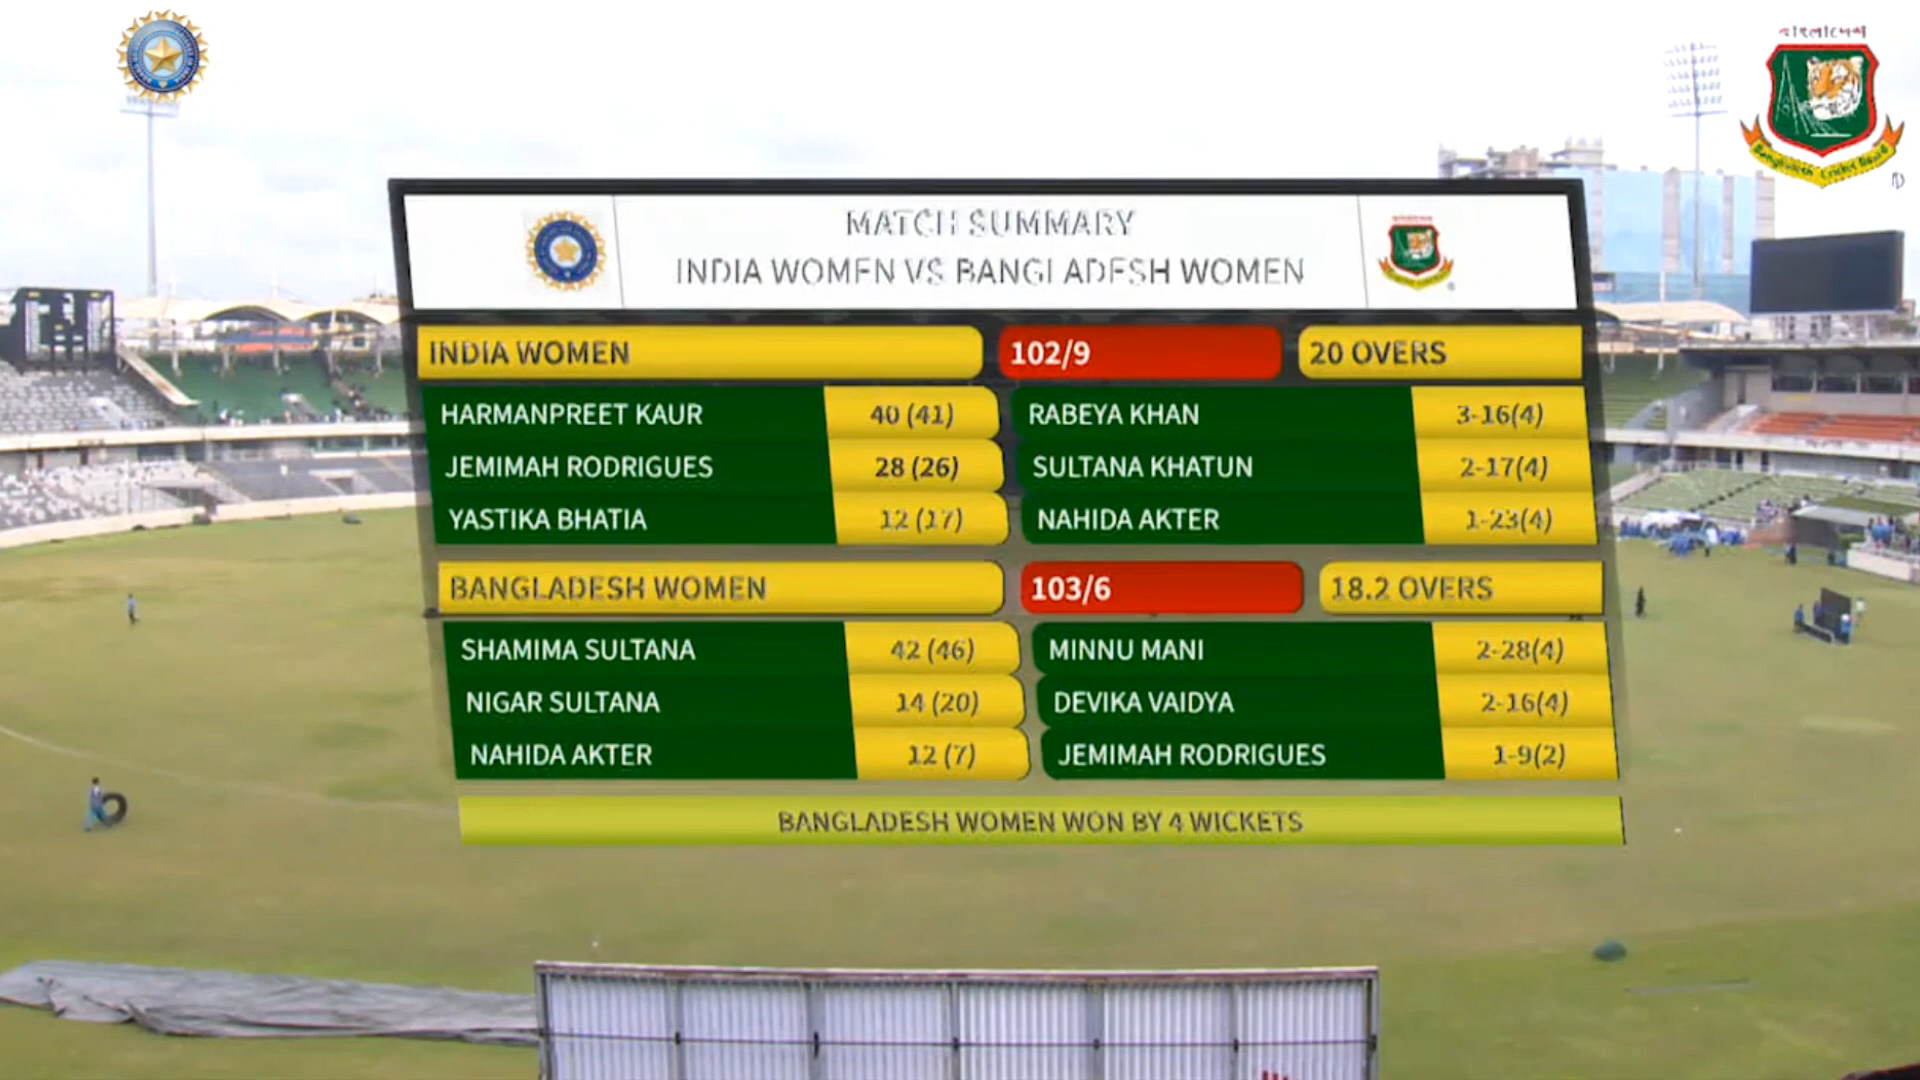 বাংলাদেশ
Bangladesh Cricket Board
MATCH SUMMARY
INDIA WOMEN VS BANGLADESH WOMEN
INDIA WOMEN 102/9 20 OVERS
HARMANPREET KAUR 40 (41) RABEYA KHAN 3-16(4)
JEMIMAH RODRIGUES 28 (26) SULTANA KHATUN 2-17(4)
YASTIKA BHATIA 12 (17) NAHIDA AKTER 1-23(4)
BANGLADESH WOMEN 103/6 18.2 OVERS
SHAMIMA SULTANA 42 (46) MINNU MANI 2-28(4)
NIGAR SULTANA 14 (20) DEVIKA VAIDYA 2-16(4)
NAHIDA AKTER 12 (7) JEMIMAH RODRIGUES 1-9(2)
BANGLADESH WOMEN WON BY 4 WICKETS